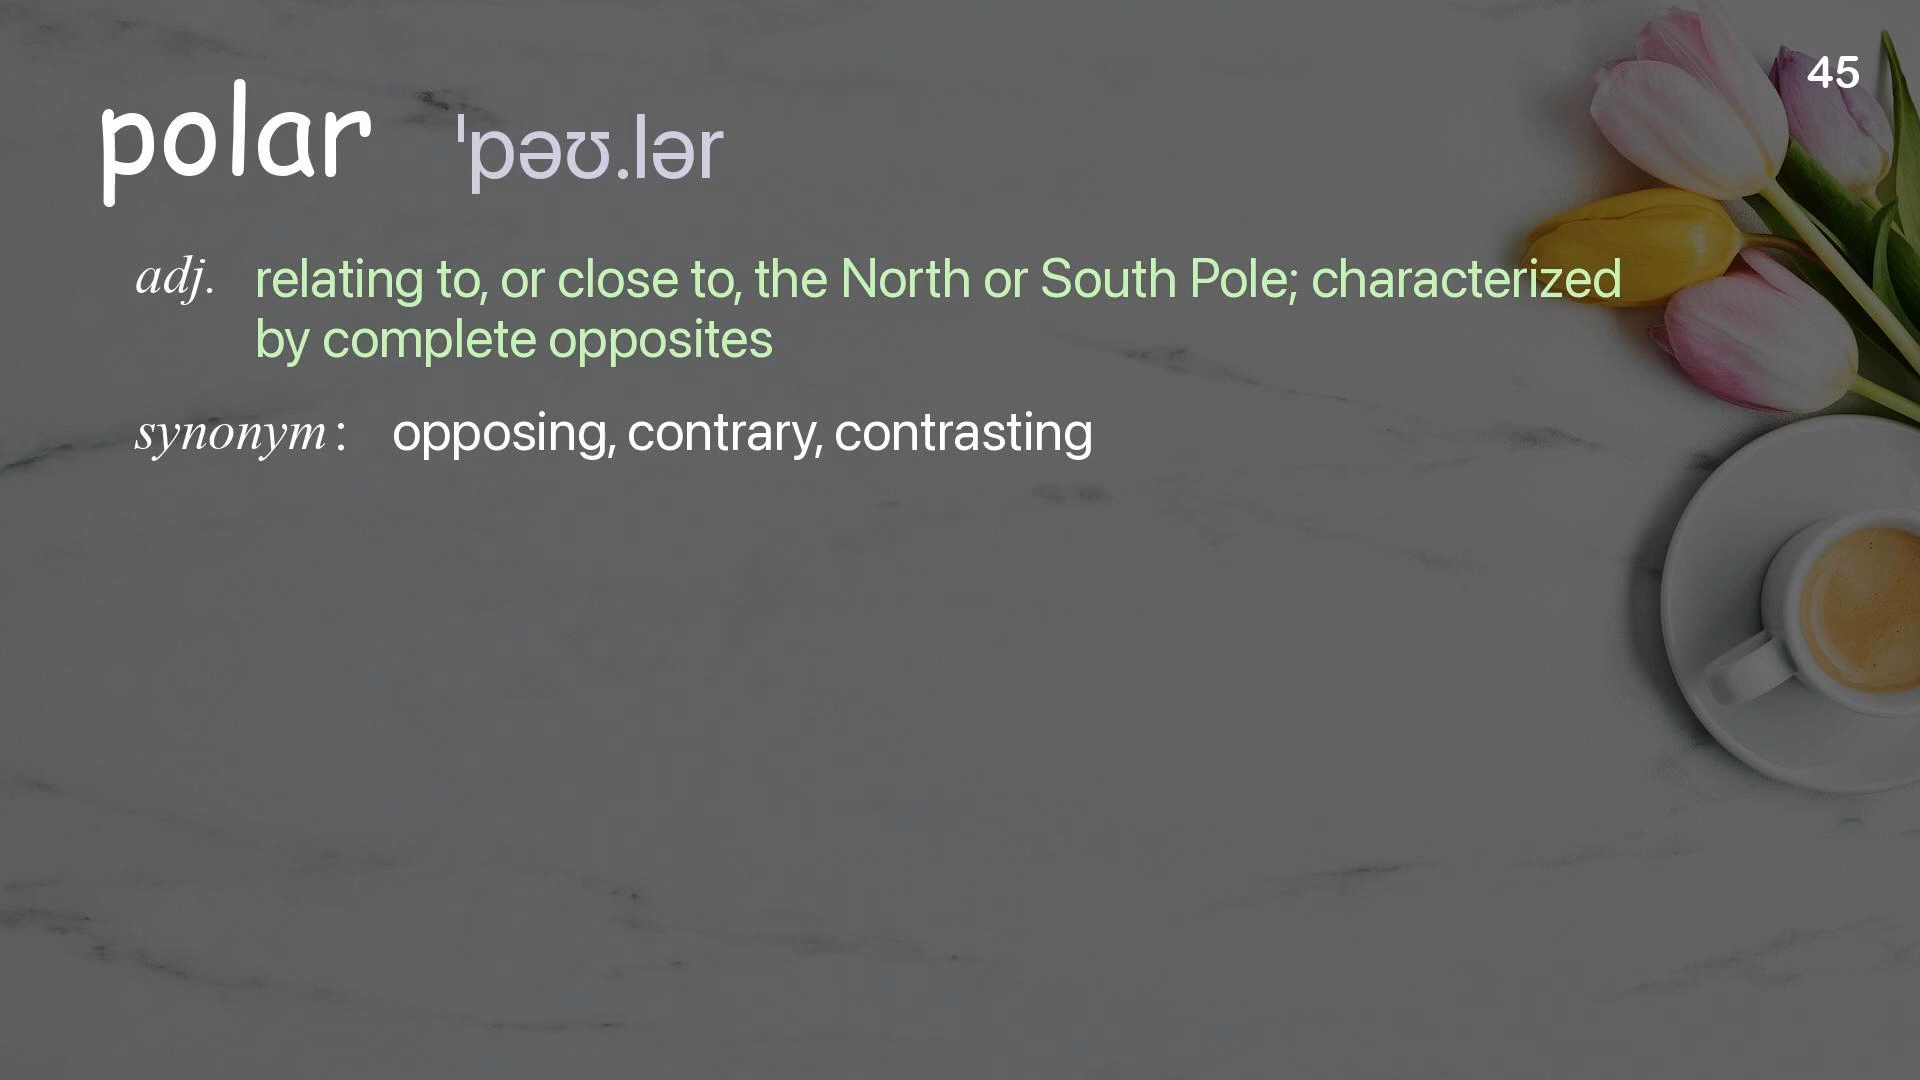 45
polar ˈpəʊ.lər
adj. relating to, or close to, the North or South Pole; characterized
by complete opposites
synonym : opposing, contrary, contrasting